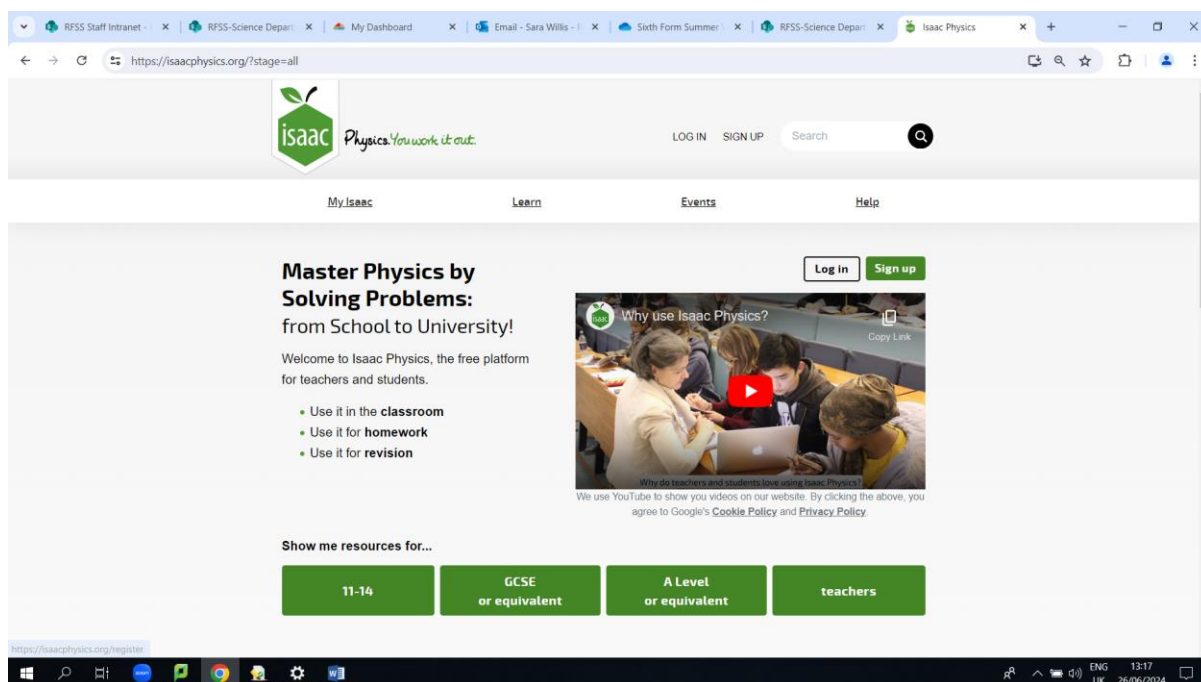 RFSS Staff Intranet -
RFSS-Science Depart
My Dashboard
Email - Sara Willis -
Sixth Form Summer
RFSS-Science Depart
Isaac Physics
https://isaacphysics.org/?stage=all
isaac
Physics. You work it out.
LOG IN SIGN UP Search
My Isaac Learn Events Help
Master Physics by
Solving Problems:
from School to University!
Log in Sign up
Welcome to Isaac Physics, the free platform
for teachers and students.
• Use it in the classroom
• Use it for homework
• Use it for revision
isaac
Why use Isaac Physics?
Copy Link
Why do teachers and students love using Isaac Physics?
We use YouTube to show you videos on our website. By clicking the above, you
agree to Google's Cookie Policy and Privacy Policy.
Show me resources for...
11-14
GCSE
or equivalent
A Level
or equivalent
teachers
https://isaacphysics.org/register
zoom
ENG
UK
13:17
26/06/2024